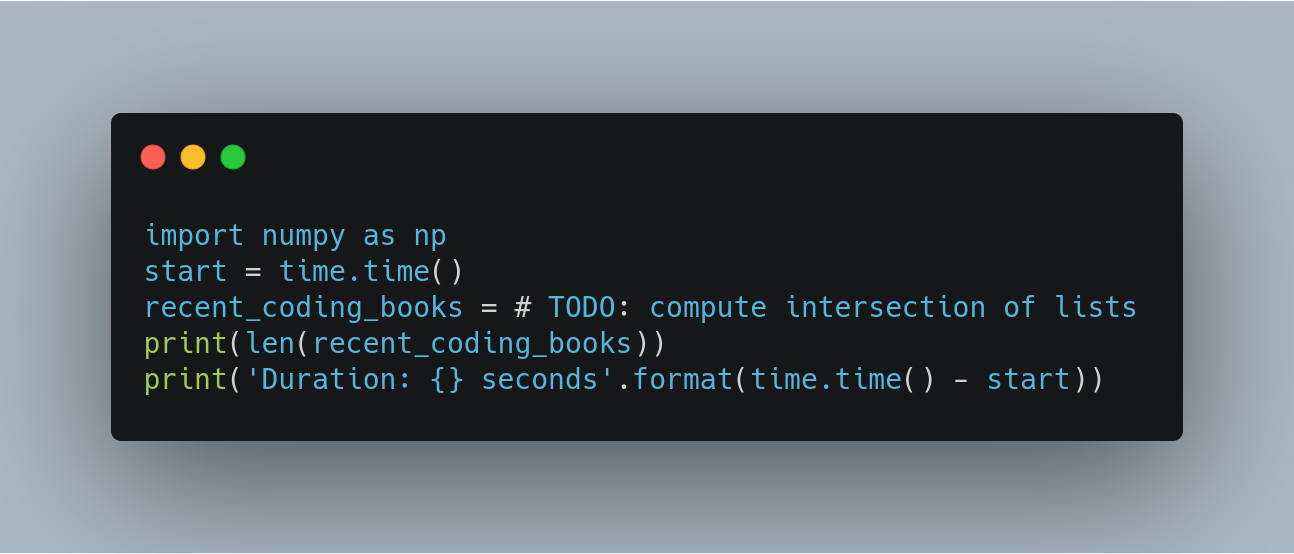 import numpy as np
start = time.time()
recent_coding_books = # TODO: compute intersection of lists
print(len(recent_coding_books))
print('Duration: {} seconds'.format(time.time() - start))